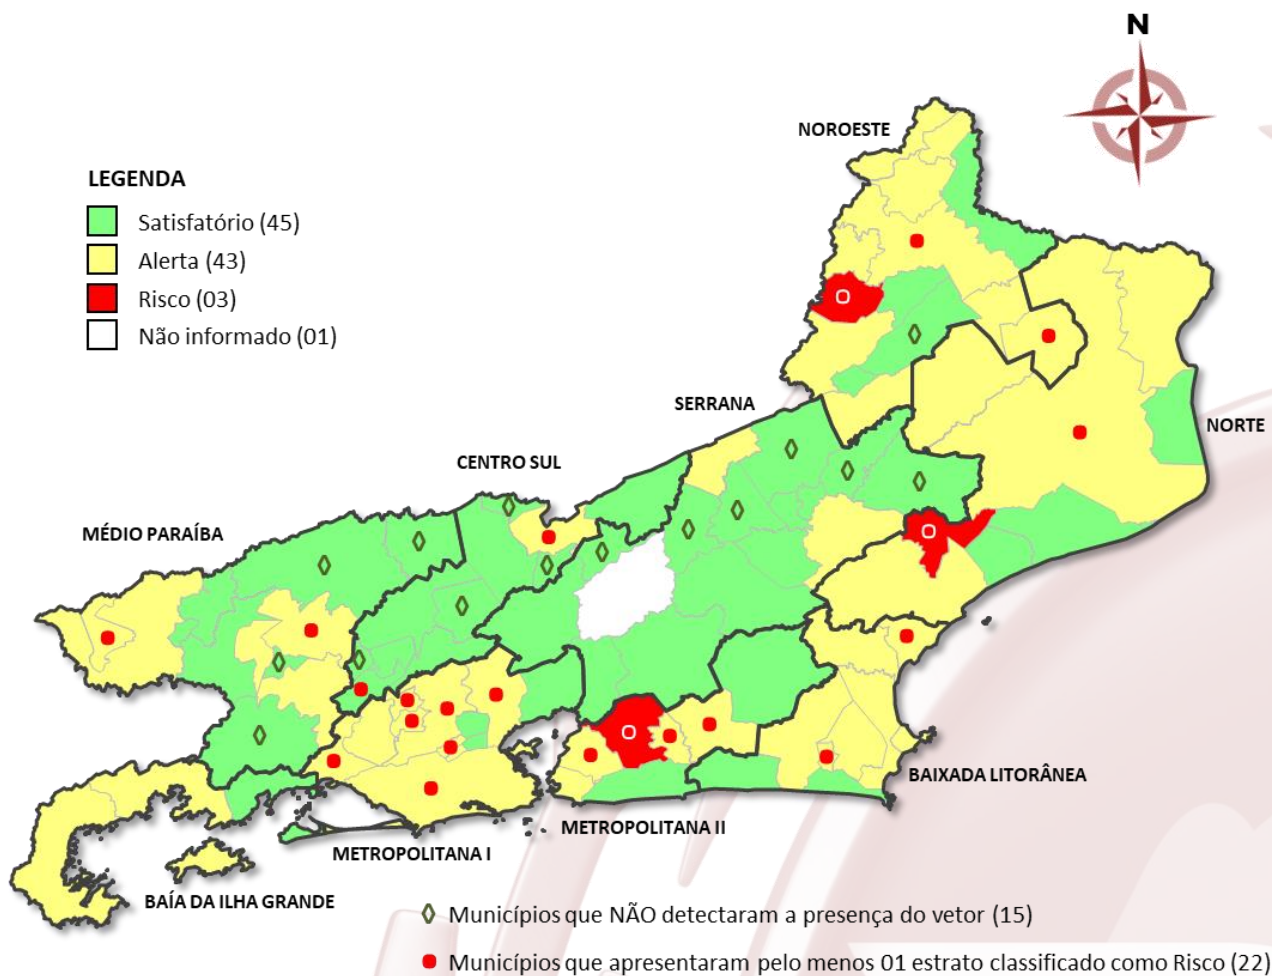 N
NOROESTE
LEGENDA
Satisfatório (45)
Alerta (43)
Risco (03)
Não informado (01)
SERRANA
NORTE
CENTRO SUL
MÉDIO PARAÍBA
BAIXADA LITORÂNEA
METROPOLITANA II
METROPOLITANA I
BAÍA DA ILHA GRANDE
Municípios que NÃO detectaram a presença do vetor (15)
Municípios que apresentaram pelo menos 01 estrato classificado como Risco (22)